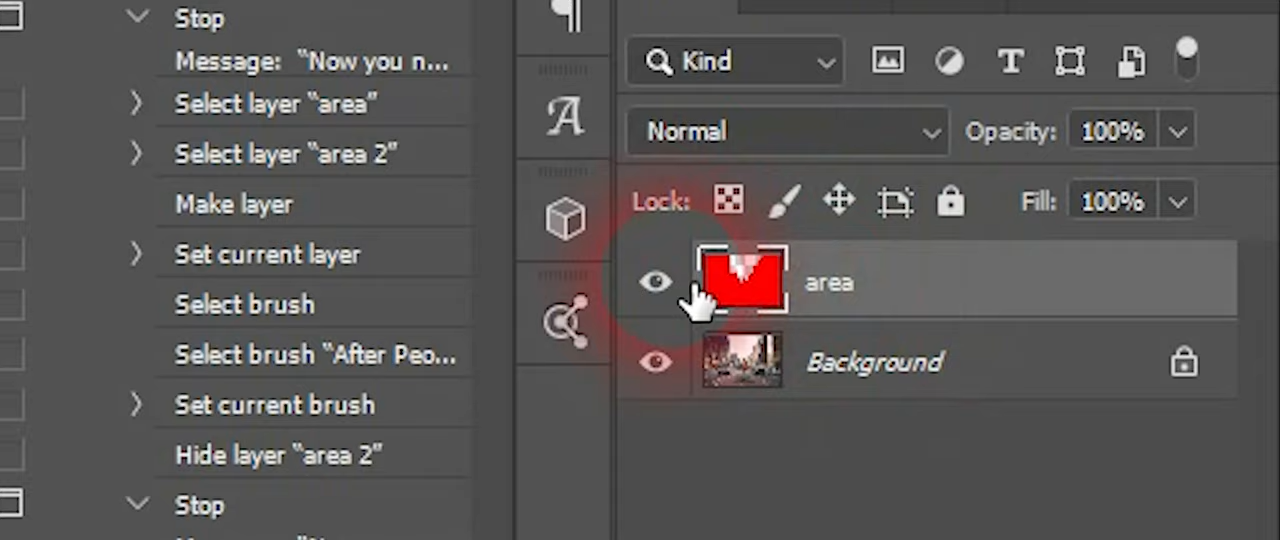 Stop
Message: “Now you n...
Select layer “area”
Select layer “area 2”
Make layer
Set current layer
Select brush
Select brush “After Peo...
Set current brush
Hide layer “area 2”
Stop
Kind
Normal
Opacity: 100%
Lock:
Fill: 100%
area
Background